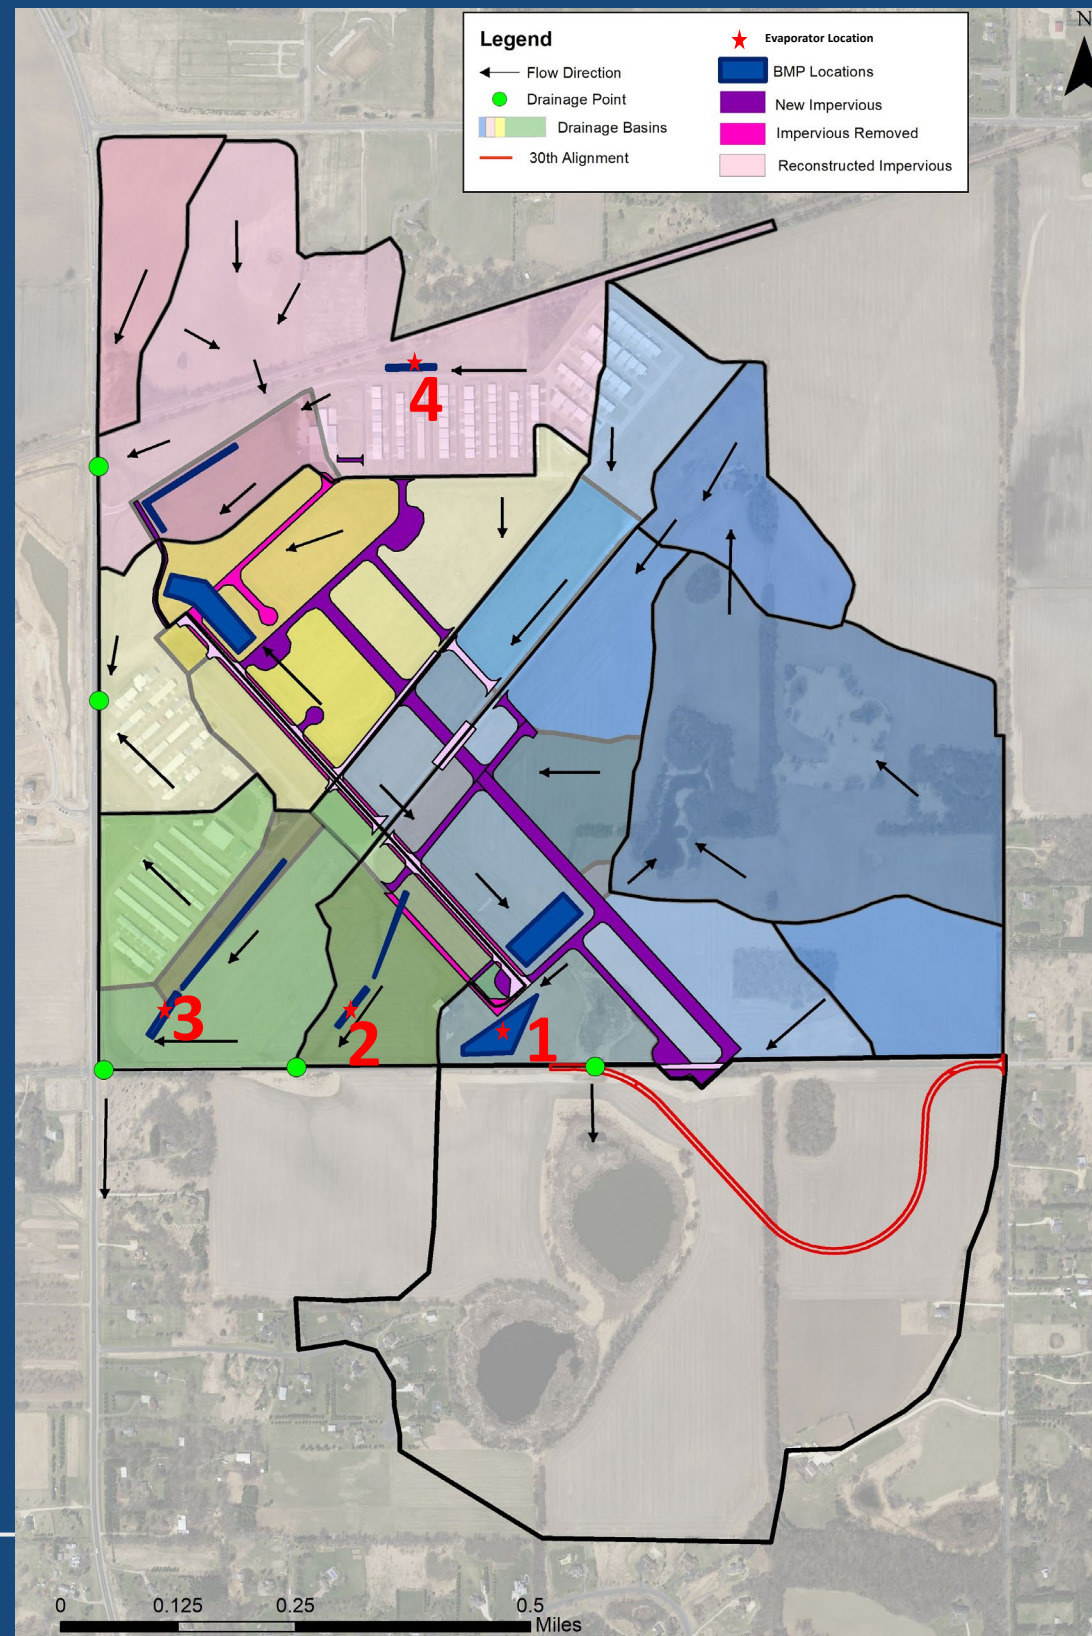 Legend
Flow Direction
Drainage Point
Drainage Basins
30th Alignment
Evaporator Location
BMP Locations
New Impervious
Impervious Removed
Reconstructed Impervious
N
4
3
2
1
0 0.125 0.25 0.5
Miles